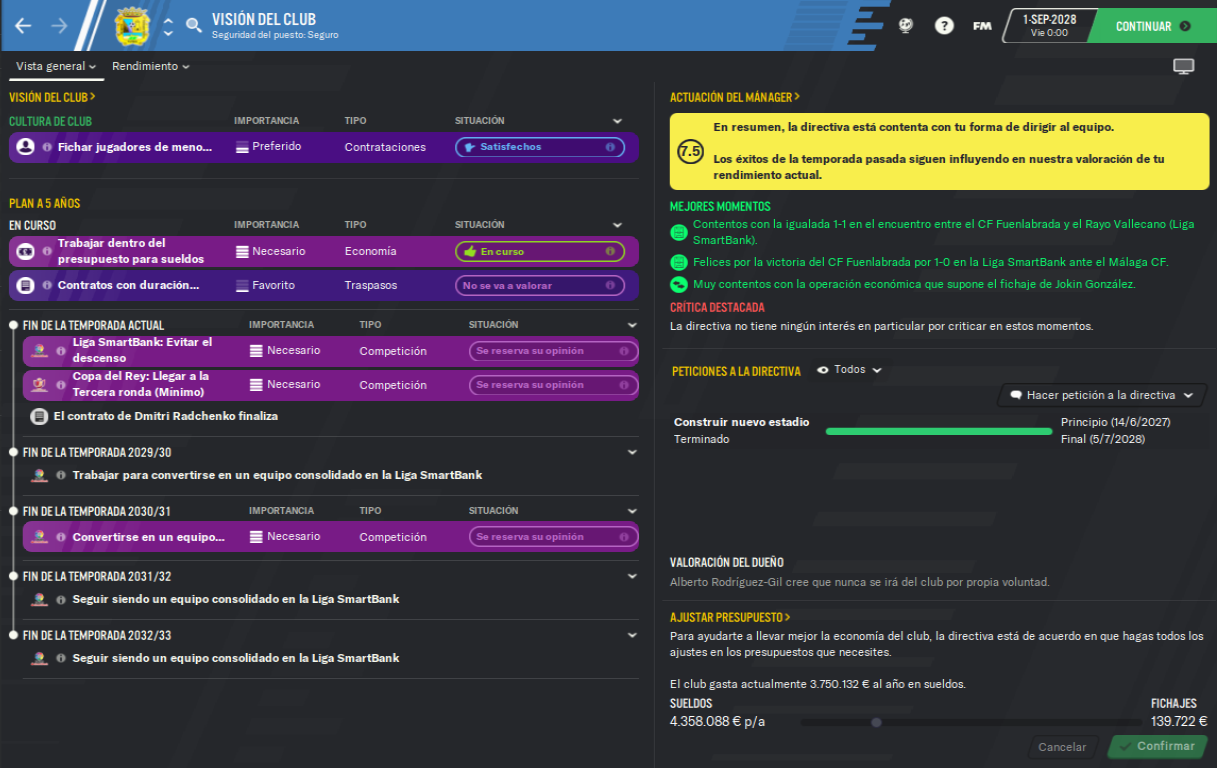 VISIÓN DEL CLUB
Seguridad del puesto: Seguro
?
FM
1-SEP-2028
Vie 0:00
CONTINUAR
Vista general
Rendimiento
VISIÓN DEL CLUB
CULTURA DE CLUB IMPORTANCIA TIPO SITUACIÓN
Fichar jugadores de meno... Preferido Contrataciones Satisfechos
PLAN A 5 AÑOS
EN CURSO IMPORTANCIA TIPO SITUACIÓN
Trabajar dentro del
presupuesto para sueldos Necesario Economía En curso
Contratos con duración... Favorito Traspasos No se va a valorar
FIN DE LA TEMPORADA ACTUAL IMPORTANCIA TIPO SITUACIÓN
Liga SmartBank: Evitar el
descenso Necesario Competición Se reserva su opinión
Copa del Rey: Llegar a la
Tercera ronda (Mínimo) Necesario Competición Se reserva su opinión
El contrato de Dmitri Radchenko finaliza
FIN DE LA TEMPORADA 2029/30
Trabajar para convertirse en un equipo consolidado en la Liga SmartBank
FIN DE LA TEMPORADA 2030/31 IMPORTANCIA TIPO SITUACIÓN
Convertirse en un equipo... Necesario Competición Se reserva su opinión
FIN DE LA TEMPORADA 2031/32
Seguir siendo un equipo consolidado en la Liga SmartBank
FIN DE LA TEMPORADA 2032/33
Seguir siendo un equipo consolidado en la Liga SmartBank
ACTUACIÓN DEL MÁNAGER
7.5
En resumen, la directiva está contenta con tu forma de dirigir al equipo.
Los éxitos de la temporada pasada siguen influyendo en nuestra valoración de tu
rendimiento actual.
MEJORES MOMENTOS
Contentos con la igualada 1-1 en el encuentro entre el CF Fuenlabrada y el Rayo Vallecano (Liga
SmartBank).
Felices por la victoria del CF Fuenlabrada por 1-0 en la Liga SmartBank ante el Málaga CF.
Muy contentos con la operación económica que supone el fichaje de Jokin González.
CRÍTICA DESTACADA
La directiva no tiene ningún interés en particular por criticar en estos momentos.
PETICIONES A LA DIRECTIVA Todos
Hacer petición a la directiva
Construir nuevo estadio Principio (14/6/2027)
Terminado Final (5/7/2028)
VALORACIÓN DEL DUEÑO
Alberto Rodríguez-Gil cree que nunca se irá del club por propia voluntad.
AJUSTAR PRESUPUESTO
Para ayudarte a llevar mejor la economía del club, la directiva está de acuerdo en que hagas todos los
ajustes en los presupuestos que necesites.
El club gasta actualmente 3.750.132 € al año en sueldos.
SUELDOS FICHAJES
4.358.088 € p/a 139.722 €
Cancelar Confirmar